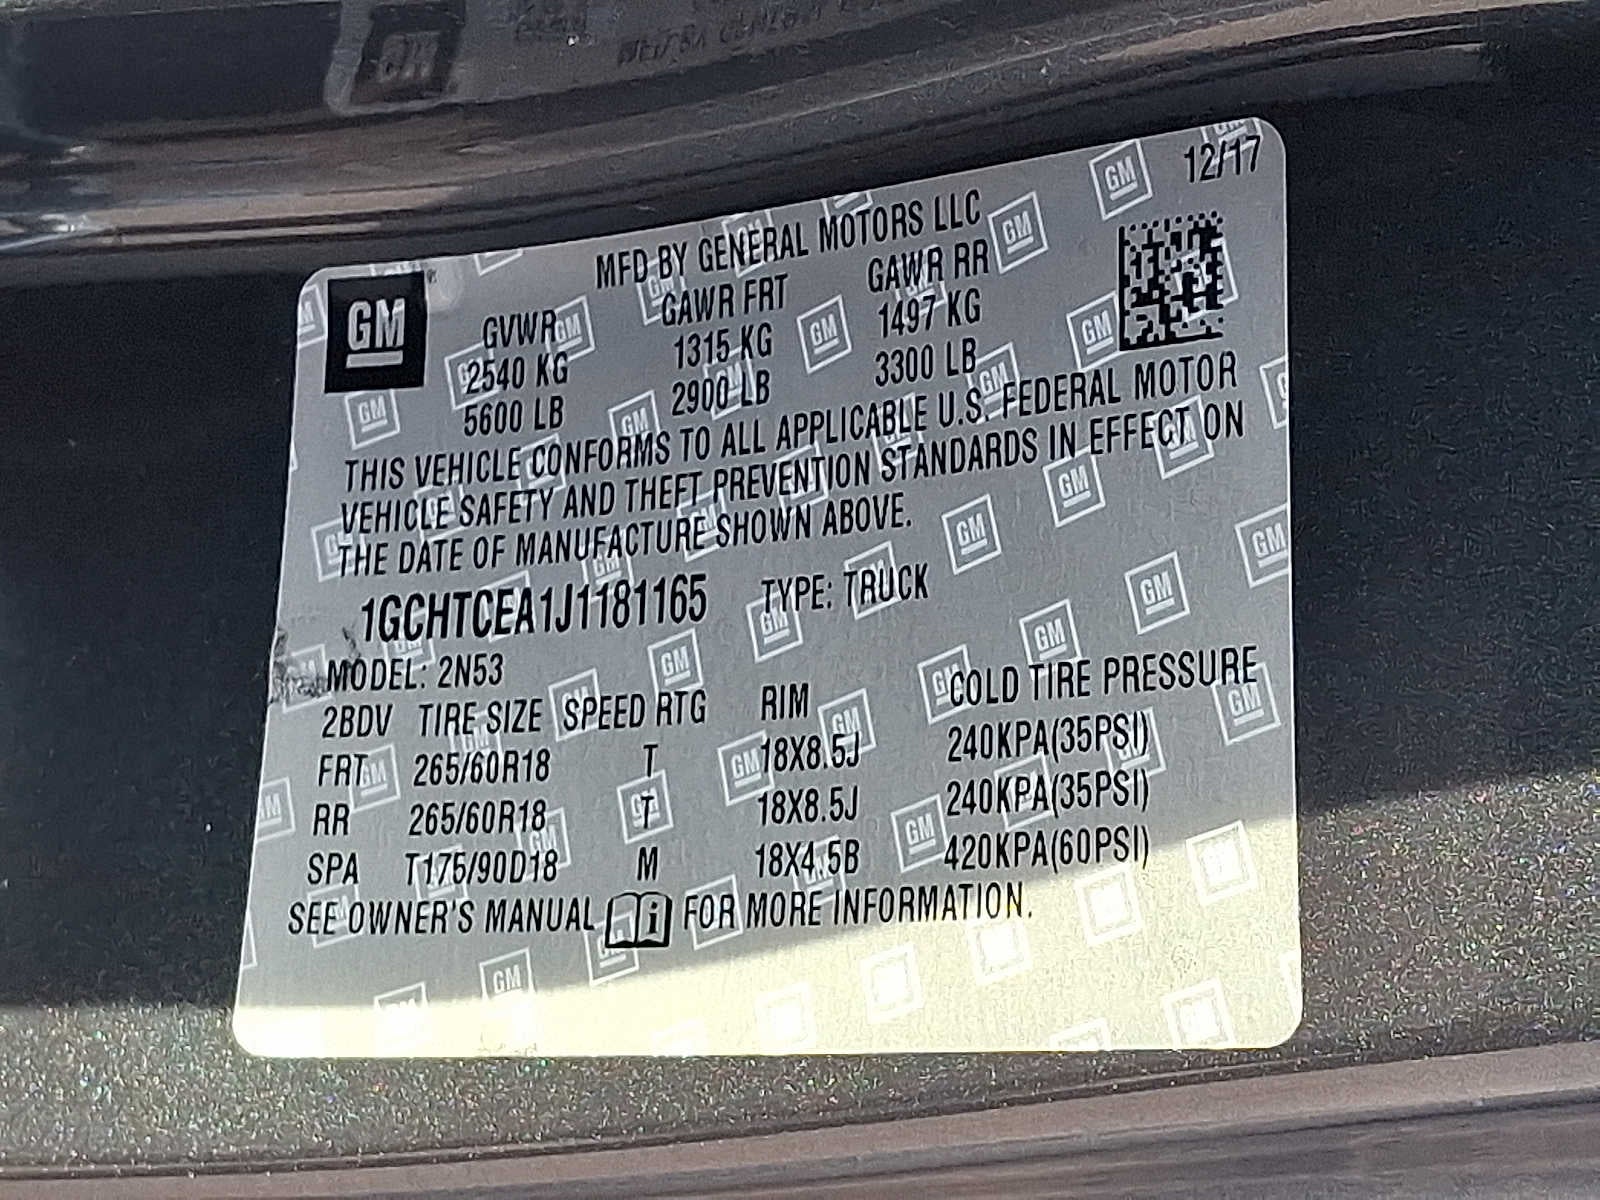 12/17
MFD BY GENERAL MOTORS LLC
GM
GVWR GAWR FRT GAWR RR
2540 KG 1315 KG 1497 KG
5600 LB 2900 LB 3300 LB
THIS VEHICLE CONFORMS TO ALL APPLICABLE U.S. FEDERAL MOTOR
VEHICLE SAFETY AND THEFT PREVENTION STANDARDS IN EFFECT ON
THE DATE OF MANUFACTURE SHOWN ABOVE.
1GCHTCEA1J1181165 TYPE: TRUCK
MODEL: 2N53
2BDV TIRE SIZE SPEED RTG RIM COLD TIRE PRESSURE
FRT 265/60R18 T 18X8.5J 240KPA(35PSI)
RR 265/60R18 T 18X8.5J 240KPA(35PSI)
SPA T175/90D18 M 18X4.5B 420KPA(60PSI)
SEE OWNER'S MANUAL i FOR MORE INFORMATION.